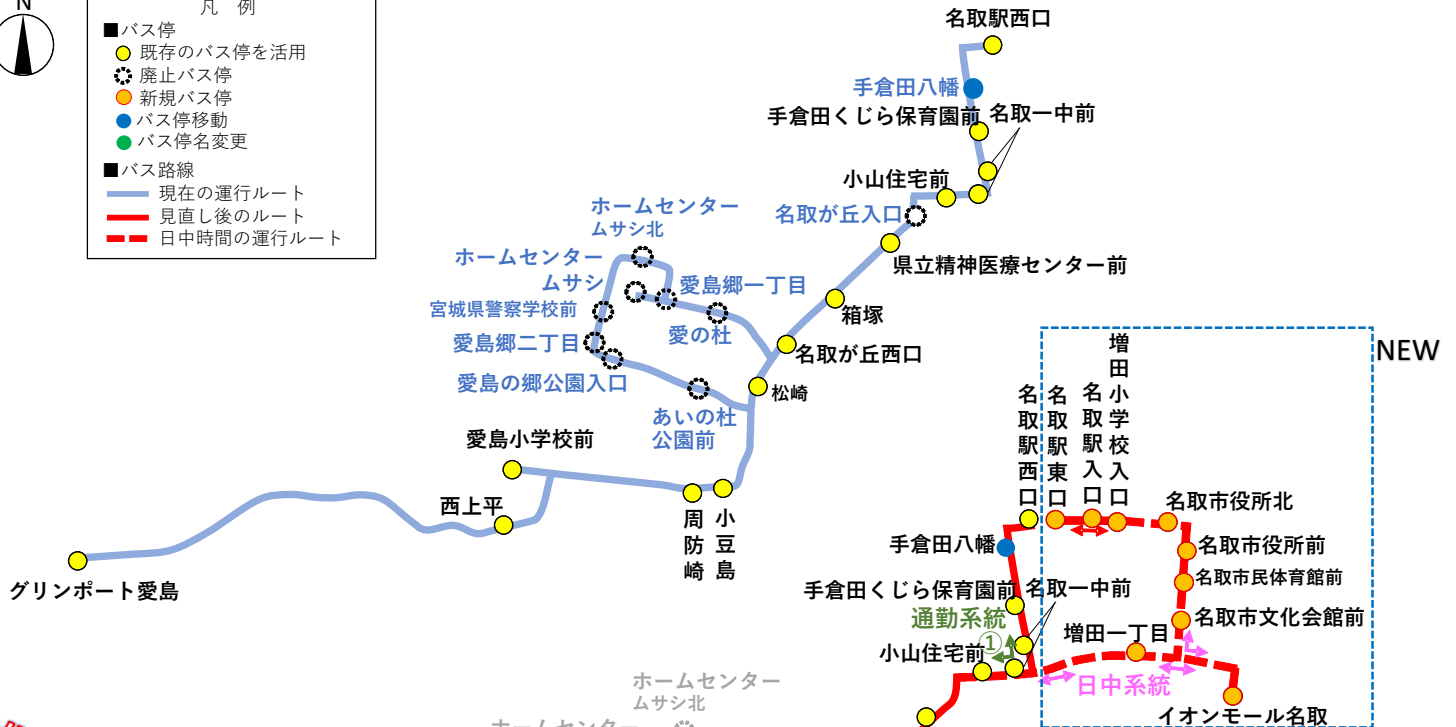 N
凡 例
■バス停
既存のバス停を活用
廃止バス停
新規バス停
バス停移動
バス停名変更
■バス路線
現在の運行ルート
見直し後のルート
日中時間の運行ルート
名取駅西口
手倉田八幡
手倉田くじら保育園前
名取一中前
小山住宅前
名取が丘入口
県立精神医療センター前
箱塚
名取が丘西口
松崎
ホームセンター
ムサシ北
ホームセンター
ムサシ
愛島郷一丁目
宮城県警察学校前
愛の杜
愛島郷二丁目
愛島の郷公園入口
あいの杜
公園前
愛島小学校前
西上平
周防崎
小豆島
グリンポート愛島
NEW
名取駅西口
名取駅東口
名取駅入口
増田小学校入口
名取市役所北
名取市役所前
名取市民体育館前
名取市文化会館前
手倉田八幡
手倉田くじら保育園前
名取一中前
通勤系統
①
小山住宅前
増田一丁目
日中系統
イオンモール名取
ホームセンター
ムサシ北
ホームセンター